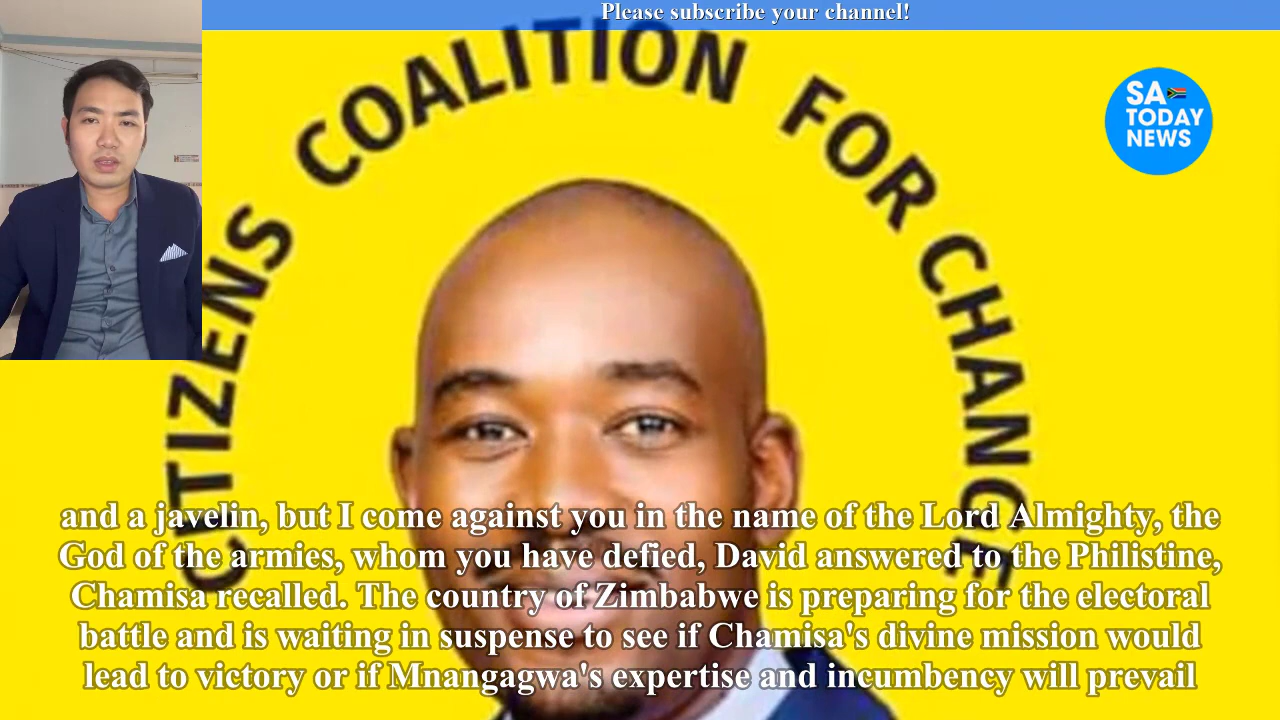 Please subscribe your channel!
CITIZENS COALITION FOR CHANGE
SA
TODAY
NEWS
and a javelin, but I come against you in the name of the Lord Almighty, the
God of the armies, whom you have defied, David answered to the Philistine,
Chamisa recalled. The country of Zimbabwe is preparing for the electoral
battle and is waiting in suspense to see if Chamisa's divine mission would
lead to victory or if Mnangagwa's expertise and incumbency will prevail